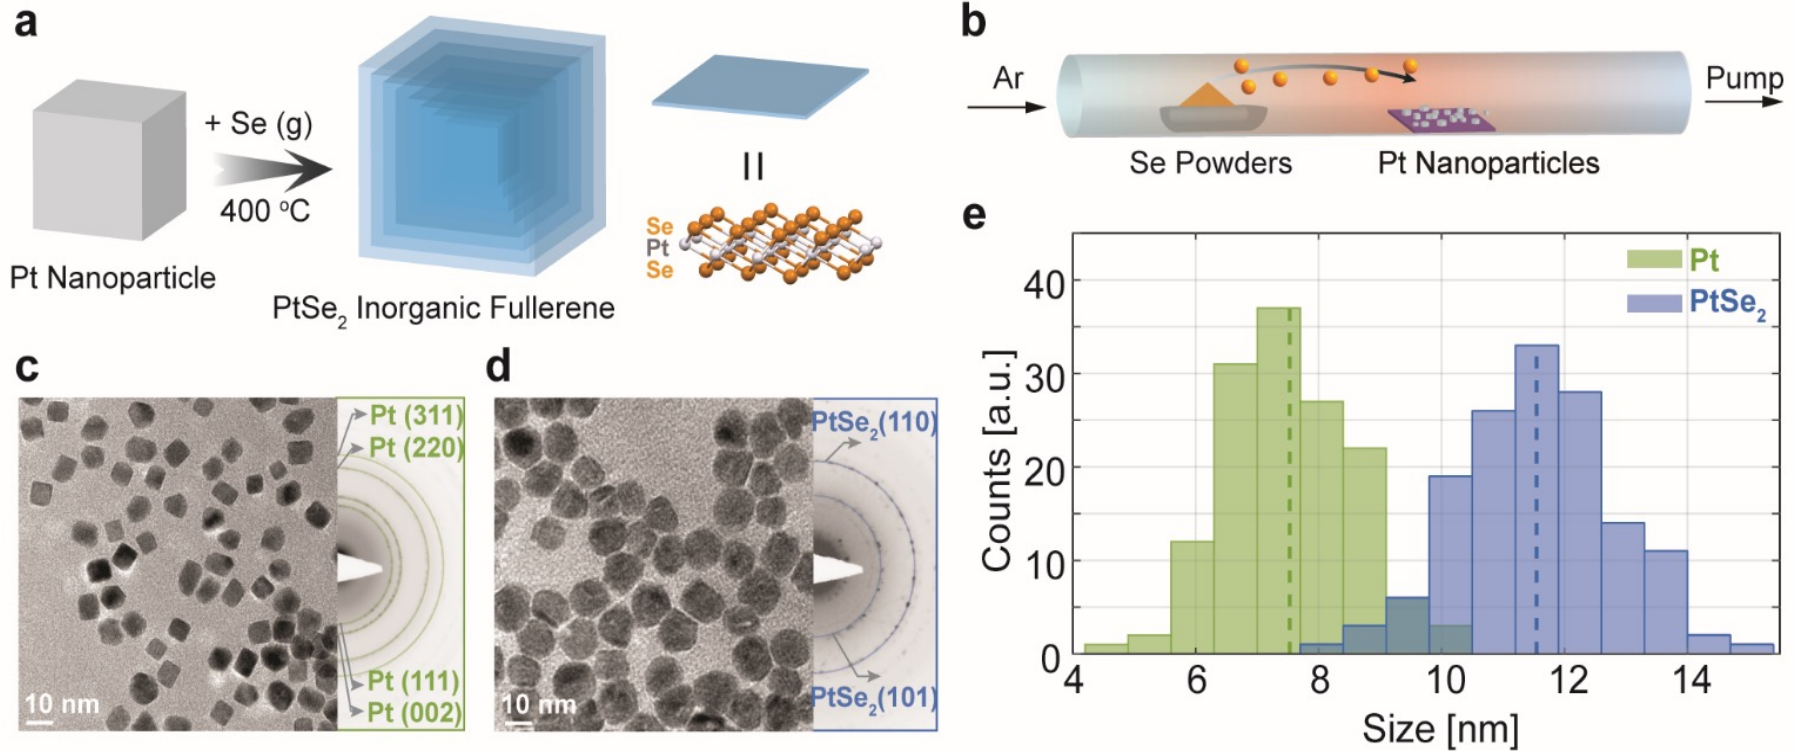 a
+ Se (g)
400 °C
Pt Nanoparticle
PtSe2 Inorganic Fullerene
Se
Pt
Se
b
Ar
Pump
Se Powders
Pt Nanoparticles
c
Pt (311)
Pt (220)
Pt (111)
Pt (002)
10 nm
d
PtSe2(110)
PtSe2(101)
10 nm
e
Pt
PtSe2
Counts [a.u.]
40
30
20
10
0
4 6 8 10 12 14
Size [nm]